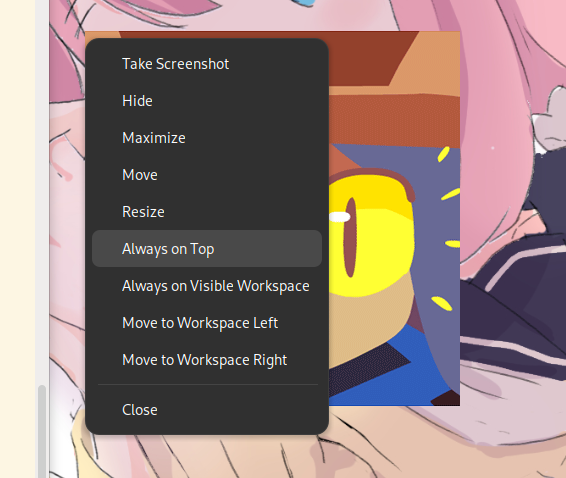 Take Screenshot
Hide
Maximize
Move
Resize
Always on Top
Always on Visible Workspace
Move to Workspace Left
Move to Workspace Right
Close